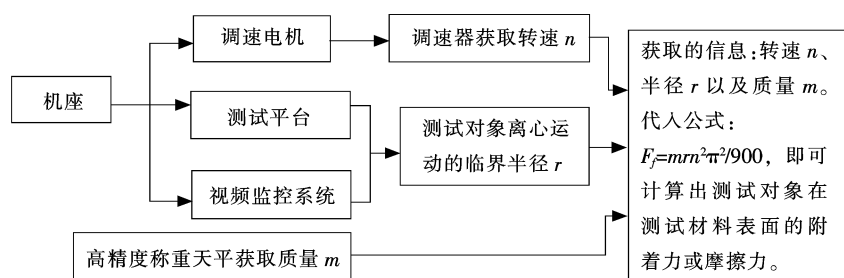 调速电机
调速器获取转速 n
机座
测试平台
测试对象离心运
动的临界半径 r
视频监控系统
高精度称重天平获取质量 m
获取的信息:转速 n、
半径 r 以及质量 m。
代入公式:
F_f=mrn²π²/900，即可
计算出测试对象在
测试材料表面的附
着力或摩擦力。